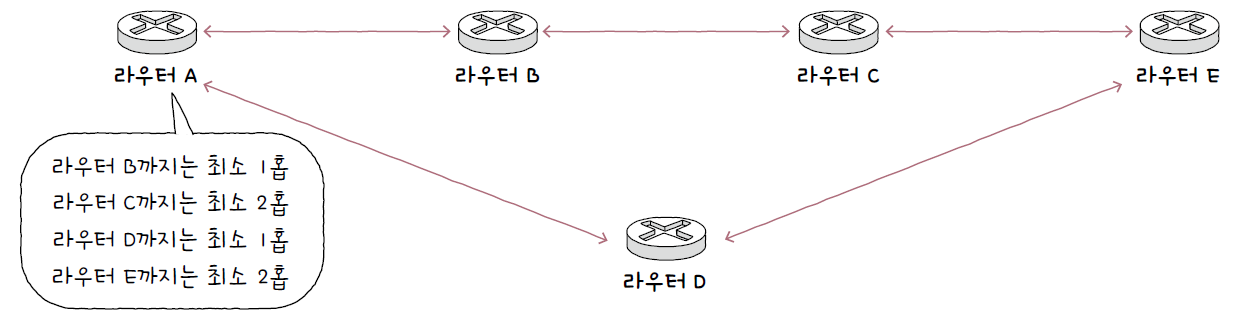 라우터 A
라우터 B
라우터 C
라우터 E
라우터 B까지는 최소 1홉
라우터 C까지는 최소 2홉
라우터 D까지는 최소 1홉
라우터 E까지는 최소 2홉
라우터 D